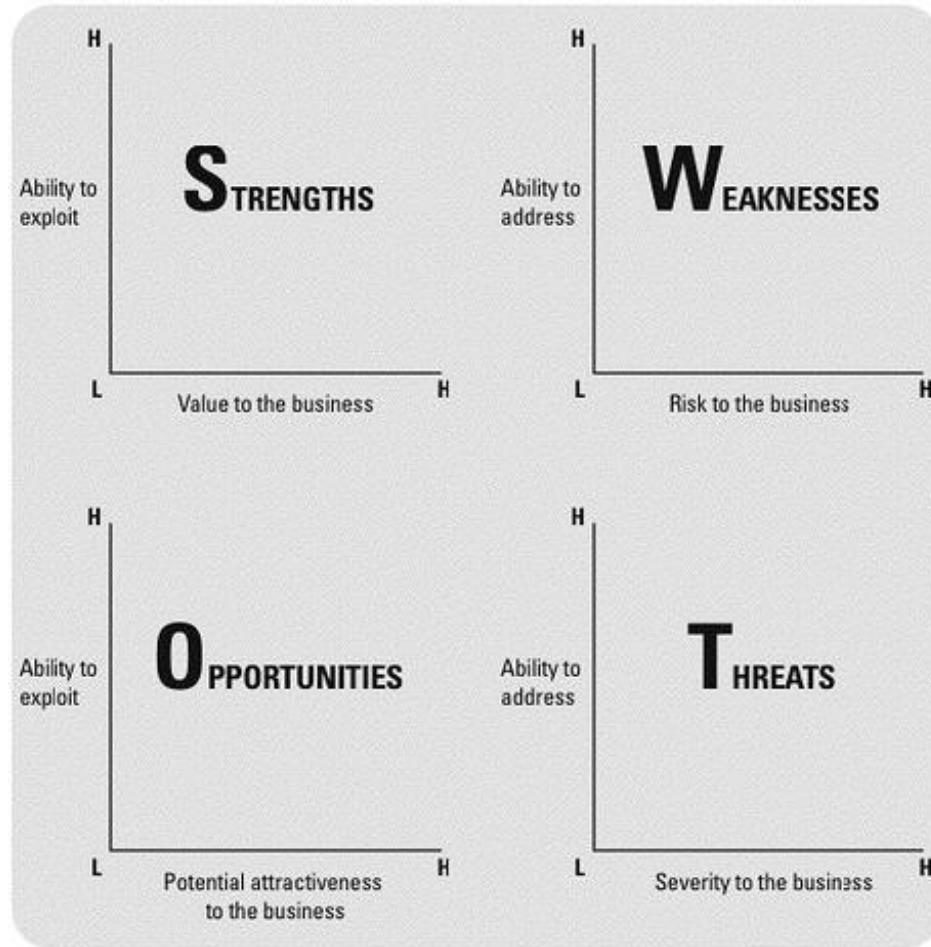 H
H
Ability to
exploit
STRENGTHS
Ability to
address
WEAKNESSES
L
H
L
H
Value to the business
Risk to the business
H
H
Ability to
exploit
OPPORTUNITIES
Ability to
address
THREATS
L
H
L
H
Potential attractiveness
to the business
Severity to the business